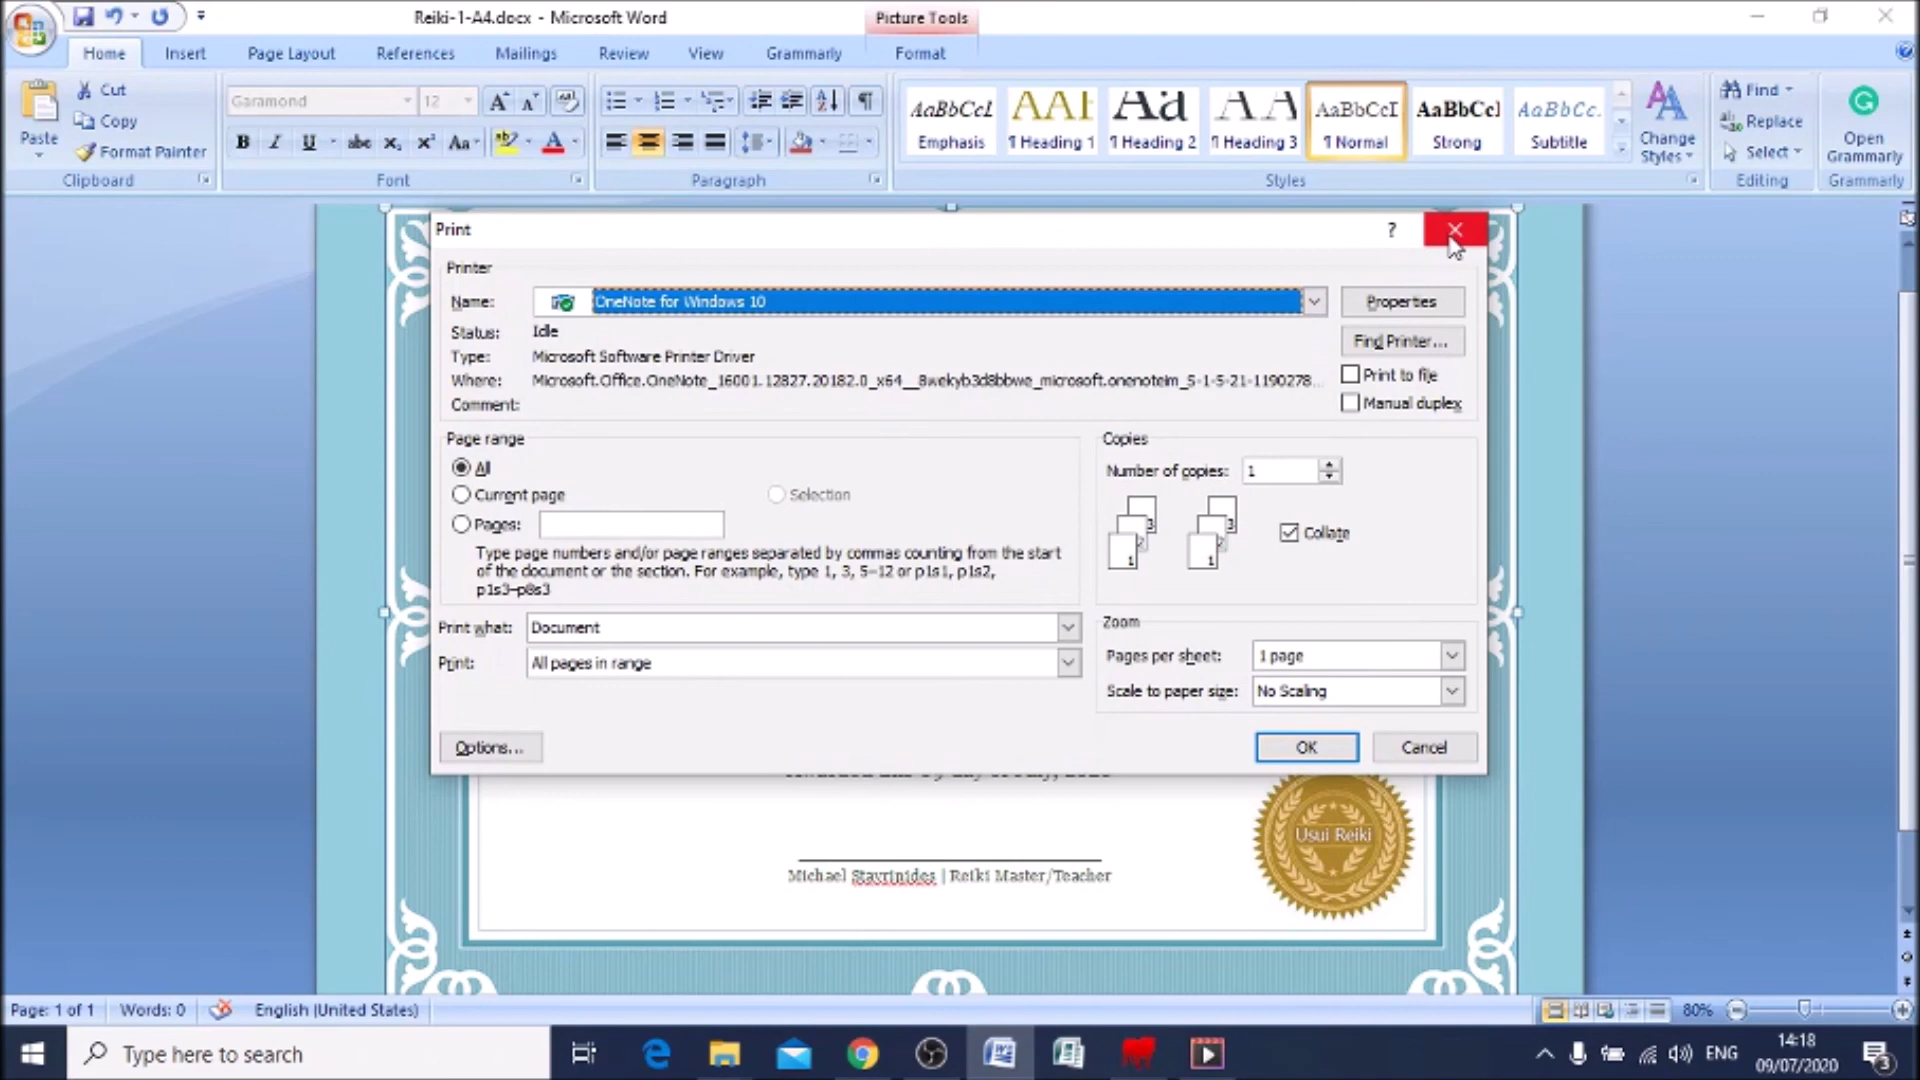 Reiki-1-A4.docx - Microsoft Word
Picture Tools
Home Insert Page Layout References Mailings Review View Grammarly Format
Paste
Cut
Copy
Format Painter
Clipboard
Garamond 12
Font
Paragraph
AaBbCcL Emphasis
¶ Heading 1
¶ Heading 2
¶ Heading 3
AaBbCcI ¶ Normal
AaBbCcI Strong
AaBbCc. Subtitle
Styles
Change Styles
Find
Replace
Select
Editing
Open Grammarly
Grammarly
Print
Printer
Name: OneNote for Windows 10
Properties
Status: Idle
Find Printer...
Type: Microsoft Software Printer Driver
Where: Microsoft.Office.OneNote_16001.12827.20182.0_x64__8wekyb3d8bbwe_microsoft.onenoteim_S-1-5-21-1190278...
Print to file
Comment:
Manual duplex
Page range
All
Current page
Selection
Pages:
Type page numbers and/or page ranges separated by commas counting from the start
of the document or the section. For example, type 1, 3, 5–12 or p1s1, p1s2,
p1s3–p8s3
Copies
Number of copies: 1
1 2 3
1 2 3
Collate
Print what: Document
Print: All pages in range
Zoom
Pages per sheet: 1 page
Scale to paper size: No Scaling
Options...
OK
Cancel
Usui Reiki
Michael Stavrinides | Reiki Master/Teacher
Page: 1 of 1 Words: 0 English (United States)
80%
Type here to search
ENG
14:18
09/07/2020
3